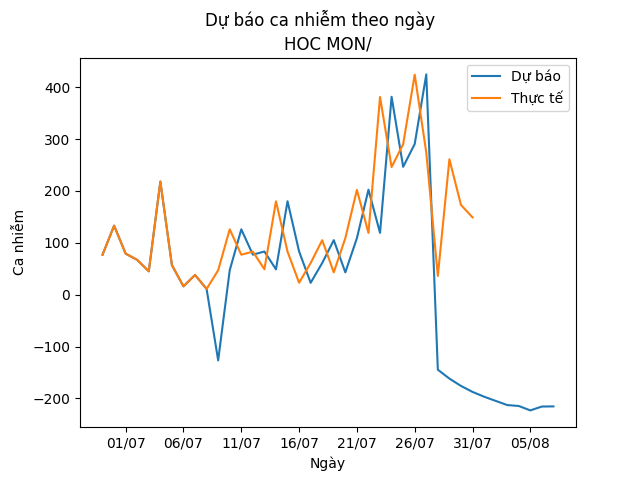 Dự báo ca nhiễm theo ngày
HOC MON/
Dự báo
Thực tế
Ca nhiễm
400
300
200
100
0
−100
−200
01/07 06/07 11/07 16/07 21/07 26/07 31/07 05/08
Ngày